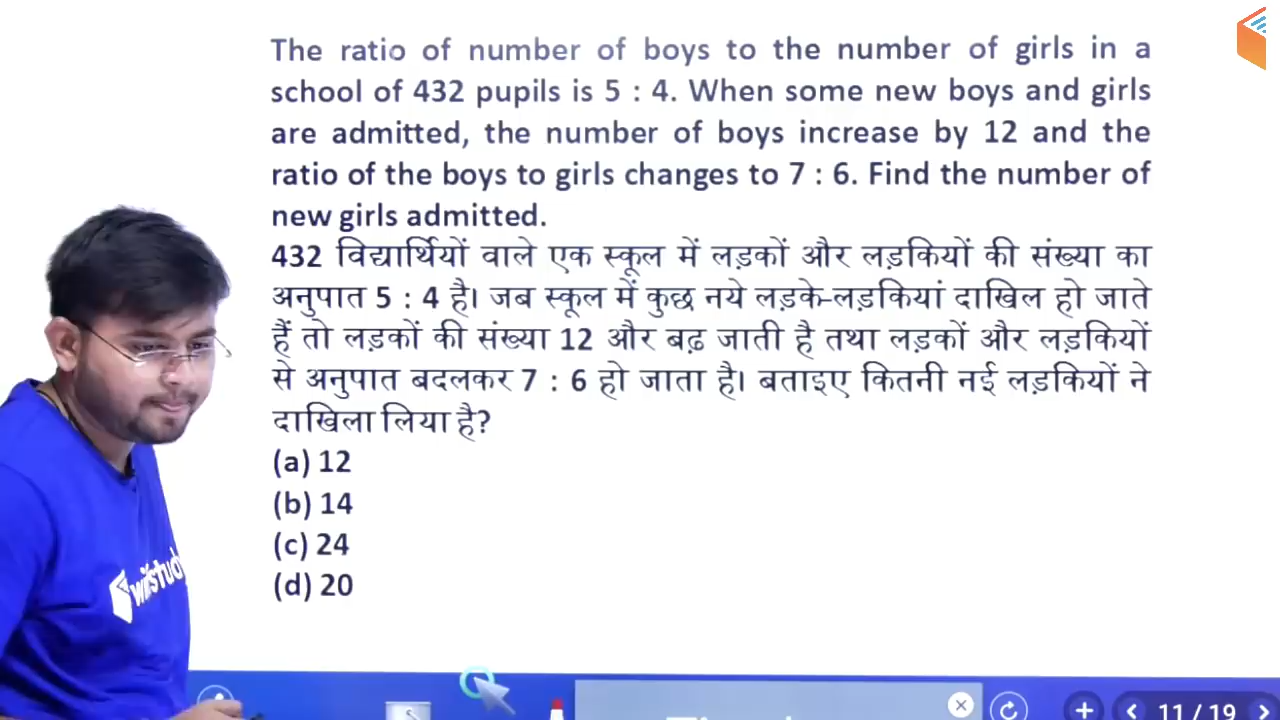 The ratio of number of boys to the number of girls in a
school of 432 pupils is 5 : 4. When some new boys and girls
are admitted, the number of boys increase by 12 and the
ratio of the boys to girls changes to 7 : 6. Find the number of
new girls admitted.
432 विद्यार्थियों वाले एक स्कूल में लड़कों और लड़कियों की संख्या का
अनुपात 5 : 4 है। जब स्कूल में कुछ नये लड़के-लड़कियां दाखिल हो जाते
हैं तो लड़कों की संख्या 12 और बढ़ जाती है तथा लड़कों और लड़कियों
से अनुपात बदलकर 7 : 6 हो जाता है। बताइए कितनी नई लड़कियों ने
दाखिला लिया है?
(a) 12
(b) 14
(c) 24
(d) 20
11 / 19